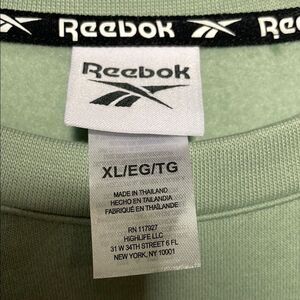 Reebok
Reebok
Reebok
XL/EG/TG
MADE IN THAILAND
HECHO EN TAILANDIA
FABRIQUÉ EN THAÏLANDE
RN 117927
HIGHLIFE LLC
31 W 34TH STREET 6 FL
NEW YORK, NY 10001